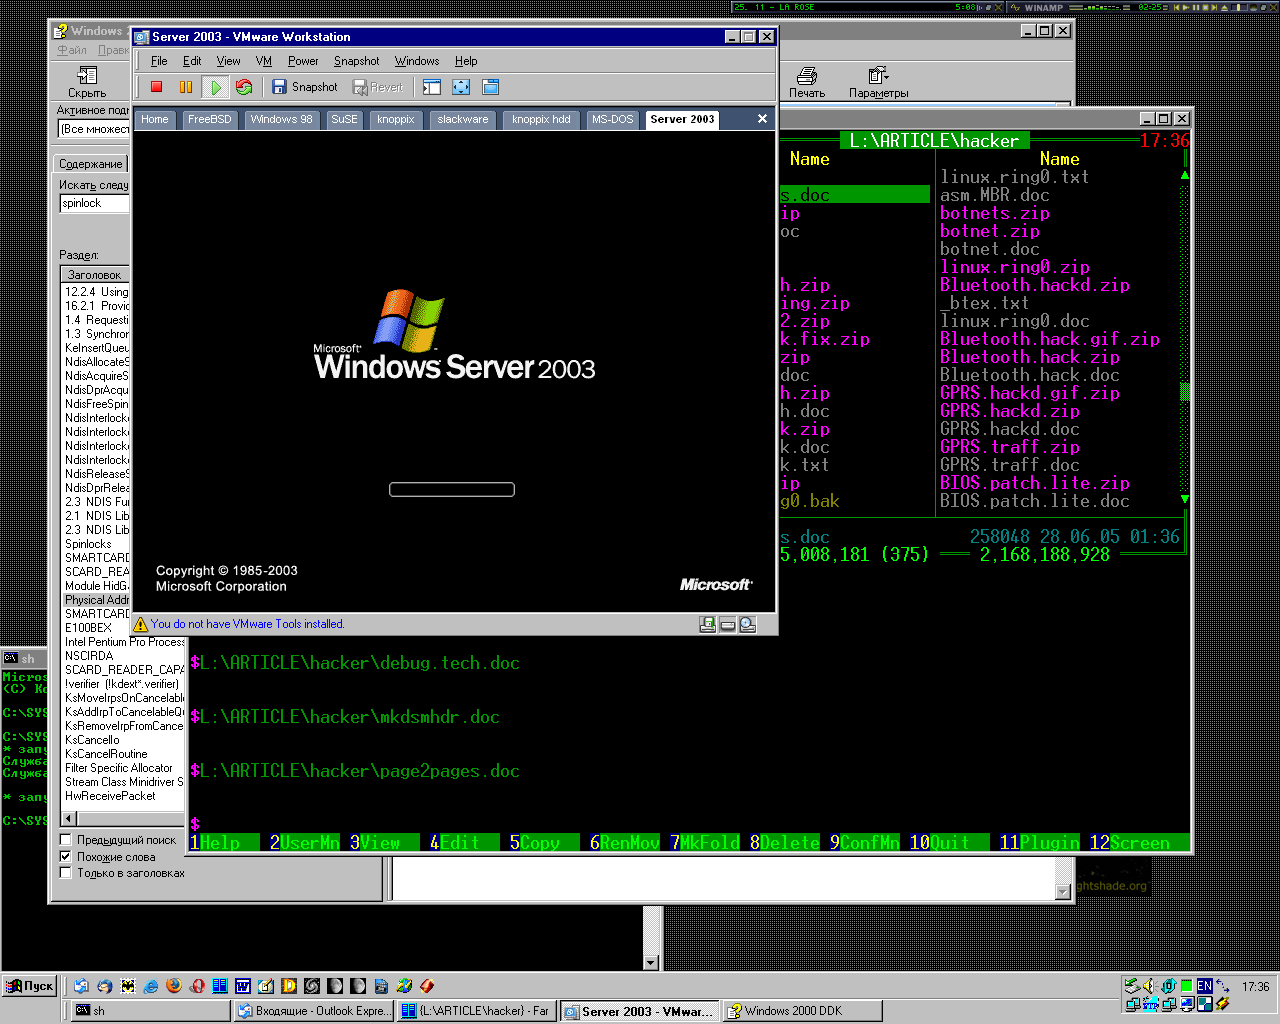 25. 11 - LA ROSE
5:08
WINAMP
02:25
Windows
Файл
Скрыть
Печать
Параметры
(Все множест
Содержание
Искать следу
spink
Раздел:
Заголовок
12.2.4 Using
16.2.1 Provid
1.4 Requesti
1.3 Synchron
KeInsertQueu
NdisAllocateS
NdisAcquireS
NdisDprAcqu
NdisFreeSpin
NdisInterlock
NdisInterlock
NdisInterlock
NdisInterlock
NdisReleaseS
NdisDprRelea
2.3 NDIS Fun
2.1 NDIS Lib
2.3 NDIS Lib
Spinlocks
SMARTCARD
SCARD_REA
Module HidG
Physical Addr
SMARTCARD
E100BEX
Intel Pentium Pro Process
NSCIRDA
SCARD_READER_CAPA
!verifier (!kdext*.verifier)
KsMoveIrpsOnCancelabl
KsAddIrpToCancelableQ
KsRemoveIrpFromCance
KsCancelIo
KsCancelRoutine
Filter Specific Allocator
Stream Class Minidriver S
HwReceivePacket
Предыдущий поиск
Похожие слова
Только в заголовках
Server 2003 - VMware Workstation
File Edit View VM Power Snapshot Windows Help
Snapshot Revert
Home FreeBSD Windows 98 SuSE knoppix slackware knoppix hdd MS-DOS Server 2003
Microsoft
Windows Server 2003
Copyright © 1985-2003
Microsoft Corporation
Microsoft
You do not have VMware Tools installed.
L:\ARTICLE\hacker
17:36
Name Name
linux.ring0.txt
s.doc asm.MBR.doc
ip botnets.zip
oc botnet.zip
botnet.doc
linux.ring0.zip
h.zip Bluetooth.hackd.zip
ing.zip _btex.txt
2.zip linux.ring0.doc
k.fix.zip Bluetooth.hack.gif.zip
zip Bluetooth.hack.zip
doc Bluetooth.hack.doc
h.zip GPRS.hackd.gif.zip
h.doc GPRS.hackd.zip
k.zip GPRS.hackd.doc
k.doc GPRS.traff.zip
k.txt GPRS.traff.doc
ip BIOS.patch.lite.zip
g0.bak BIOS.patch.lite.doc
s.doc 258048 28.06.05 01:36
5,008,181 (375) 2,168,188,928
$L:\ARTICLE\hacker\debug.tech.doc
$L:\ARTICLE\hacker\mkdsmhdr.doc
$L:\ARTICLE\hacker\page2pages.doc
$
1Help 2UserMn 3View 4Edit 5Copy 6RenMov 7MkFold 8Delete 9ConfMn 10Quit 11Plugin 12Screen
sh
Micros
C:\SYS
C:\SYS
* запу
Служба
Служба
* запу
C:\SYS
ghtshade.org
Пуск
EN
17:36
sh
Входящие - Outlook Expre...
{L:\ARTICLE\hacker} - Far
Server 2003 - VMwar...
Windows 2000 DDK